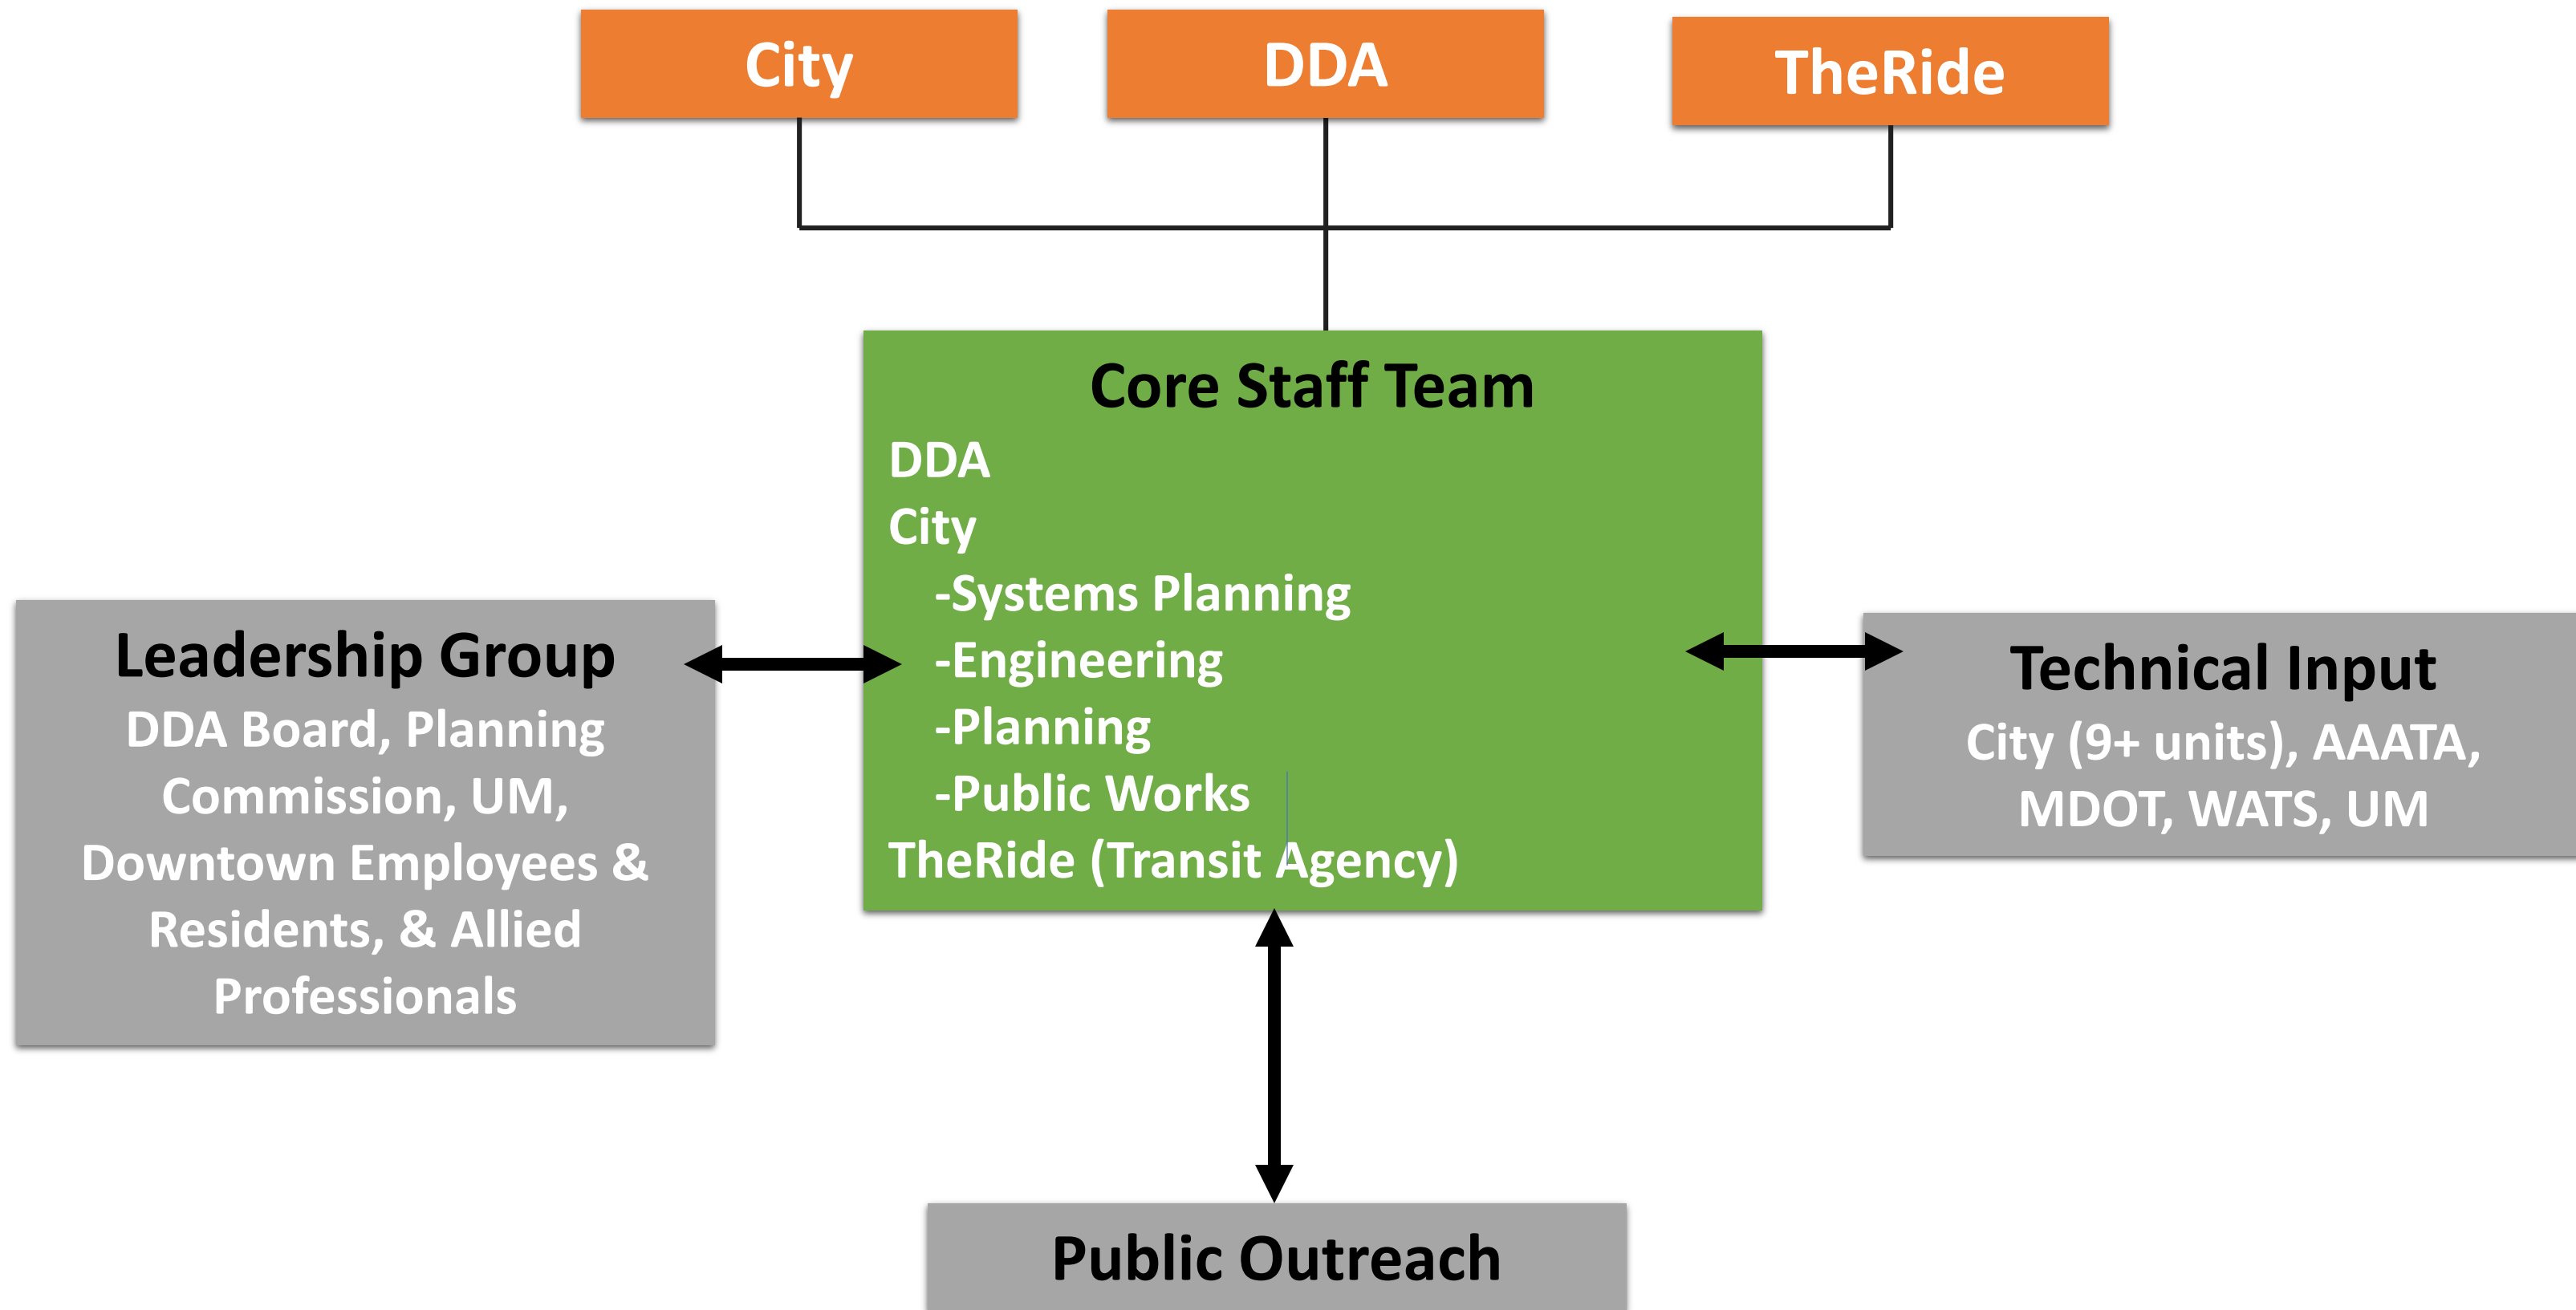 City
DDA
TheRide
Core Staff Team
DDA
City
-Systems Planning
-Engineering
-Planning
-Public Works
TheRide (Transit Agency)
Leadership Group
DDA Board, Planning
Commission, UM,
Downtown Employees &
Residents, & Allied
Professionals
Technical Input
City (9+ units), AAATA,
MDOT, WATS, UM
Public Outreach